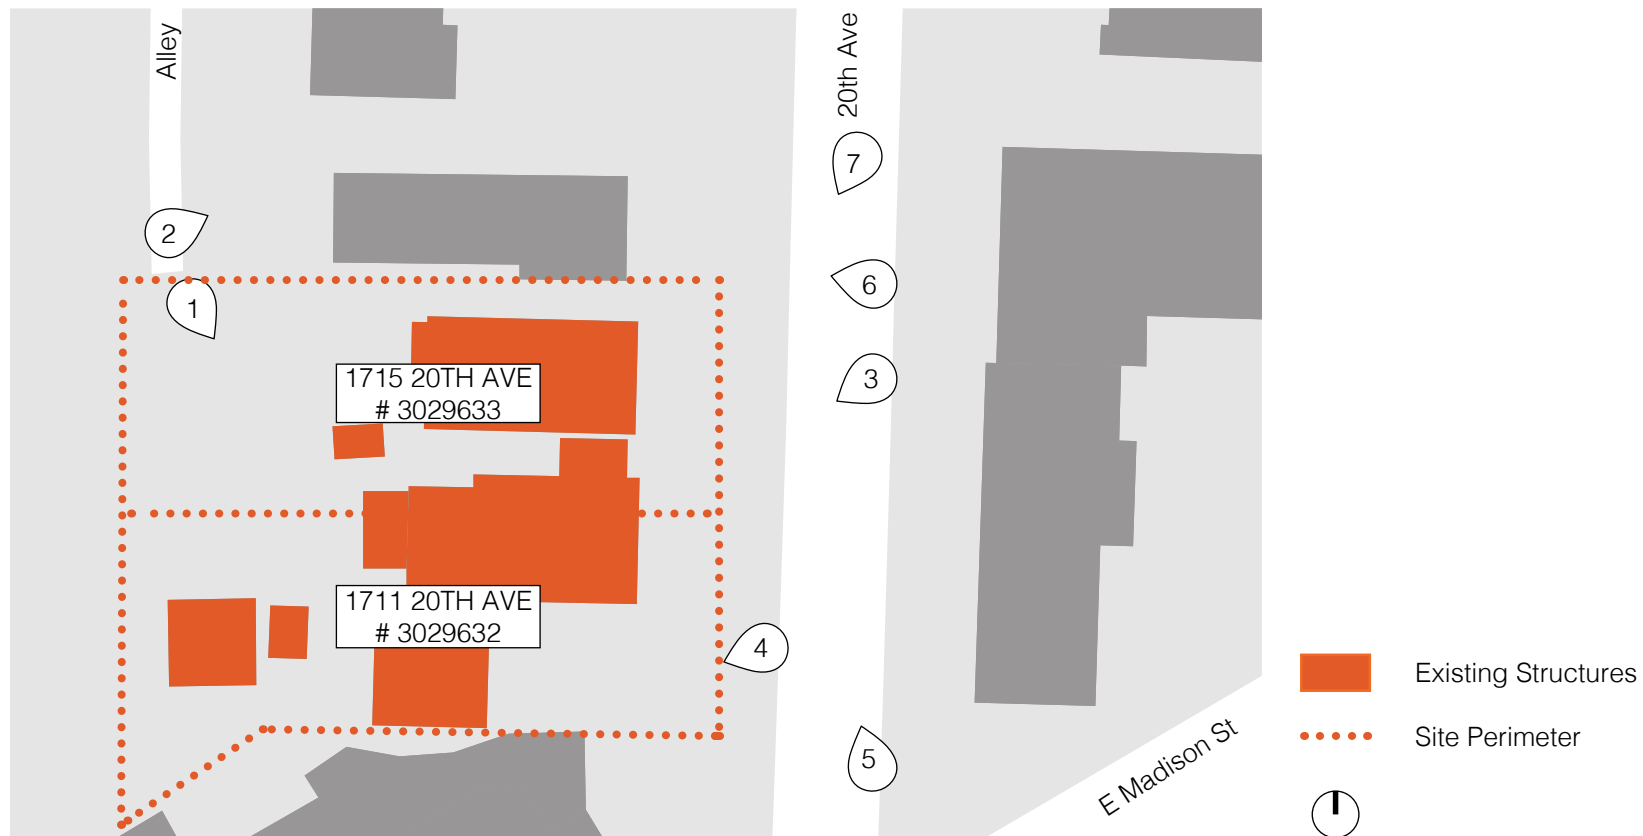 Alley
20th Ave
7
2
6
1
3
1715 20TH AVE
# 3029633
1711 20TH AVE
# 3029632
4
5
E Madison St
Existing Structures
Site Perimeter